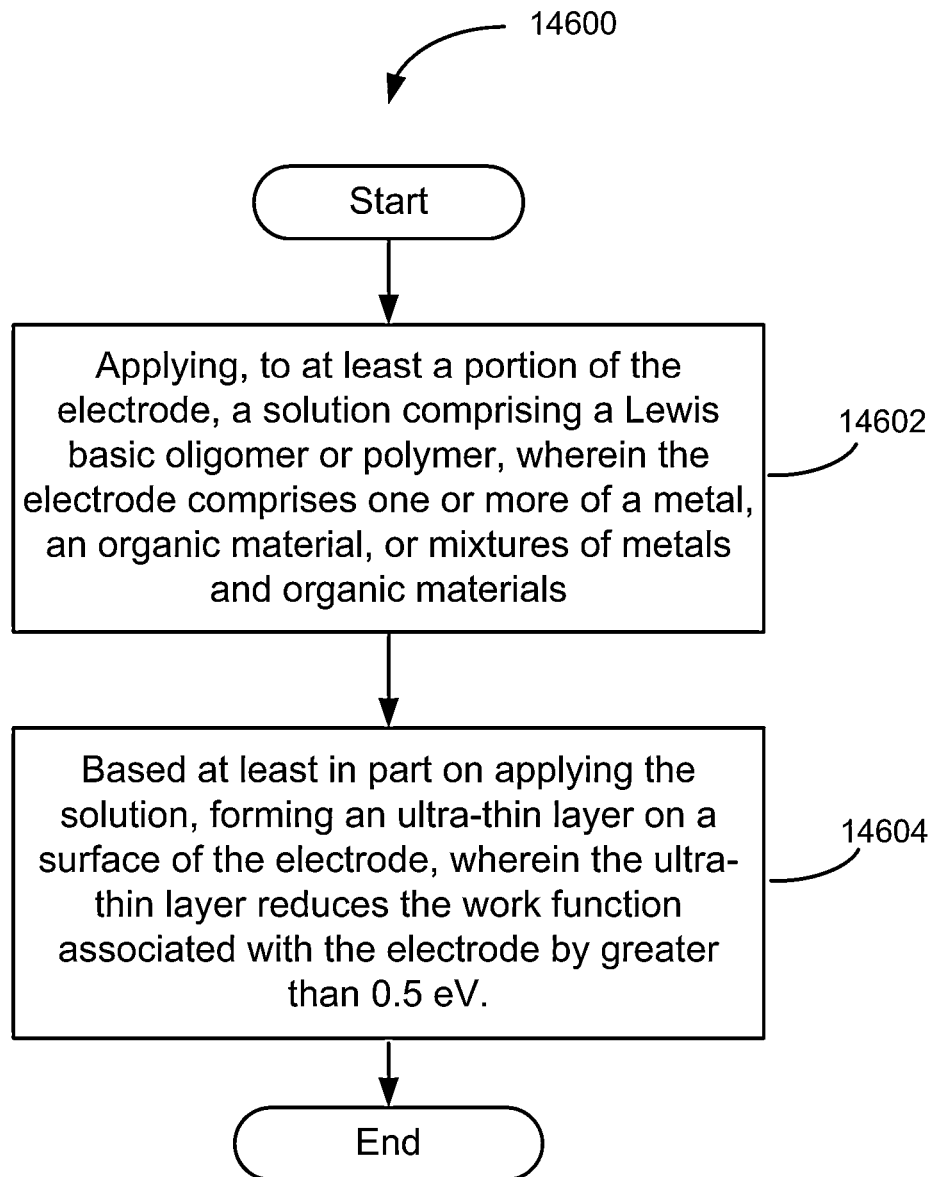 14600
Start
Applying, to at least a portion of the
electrode, a solution comprising a Lewis
basic oligomer or polymer, wherein the
electrode comprises one or more of a metal,
an organic material, or mixtures of metals
and organic materials
14602
Based at least in part on applying the
solution, forming an ultra-thin layer on a
surface of the electrode, wherein the ultra-
thin layer reduces the work function
associated with the electrode by greater
than 0.5 eV.
14604
End